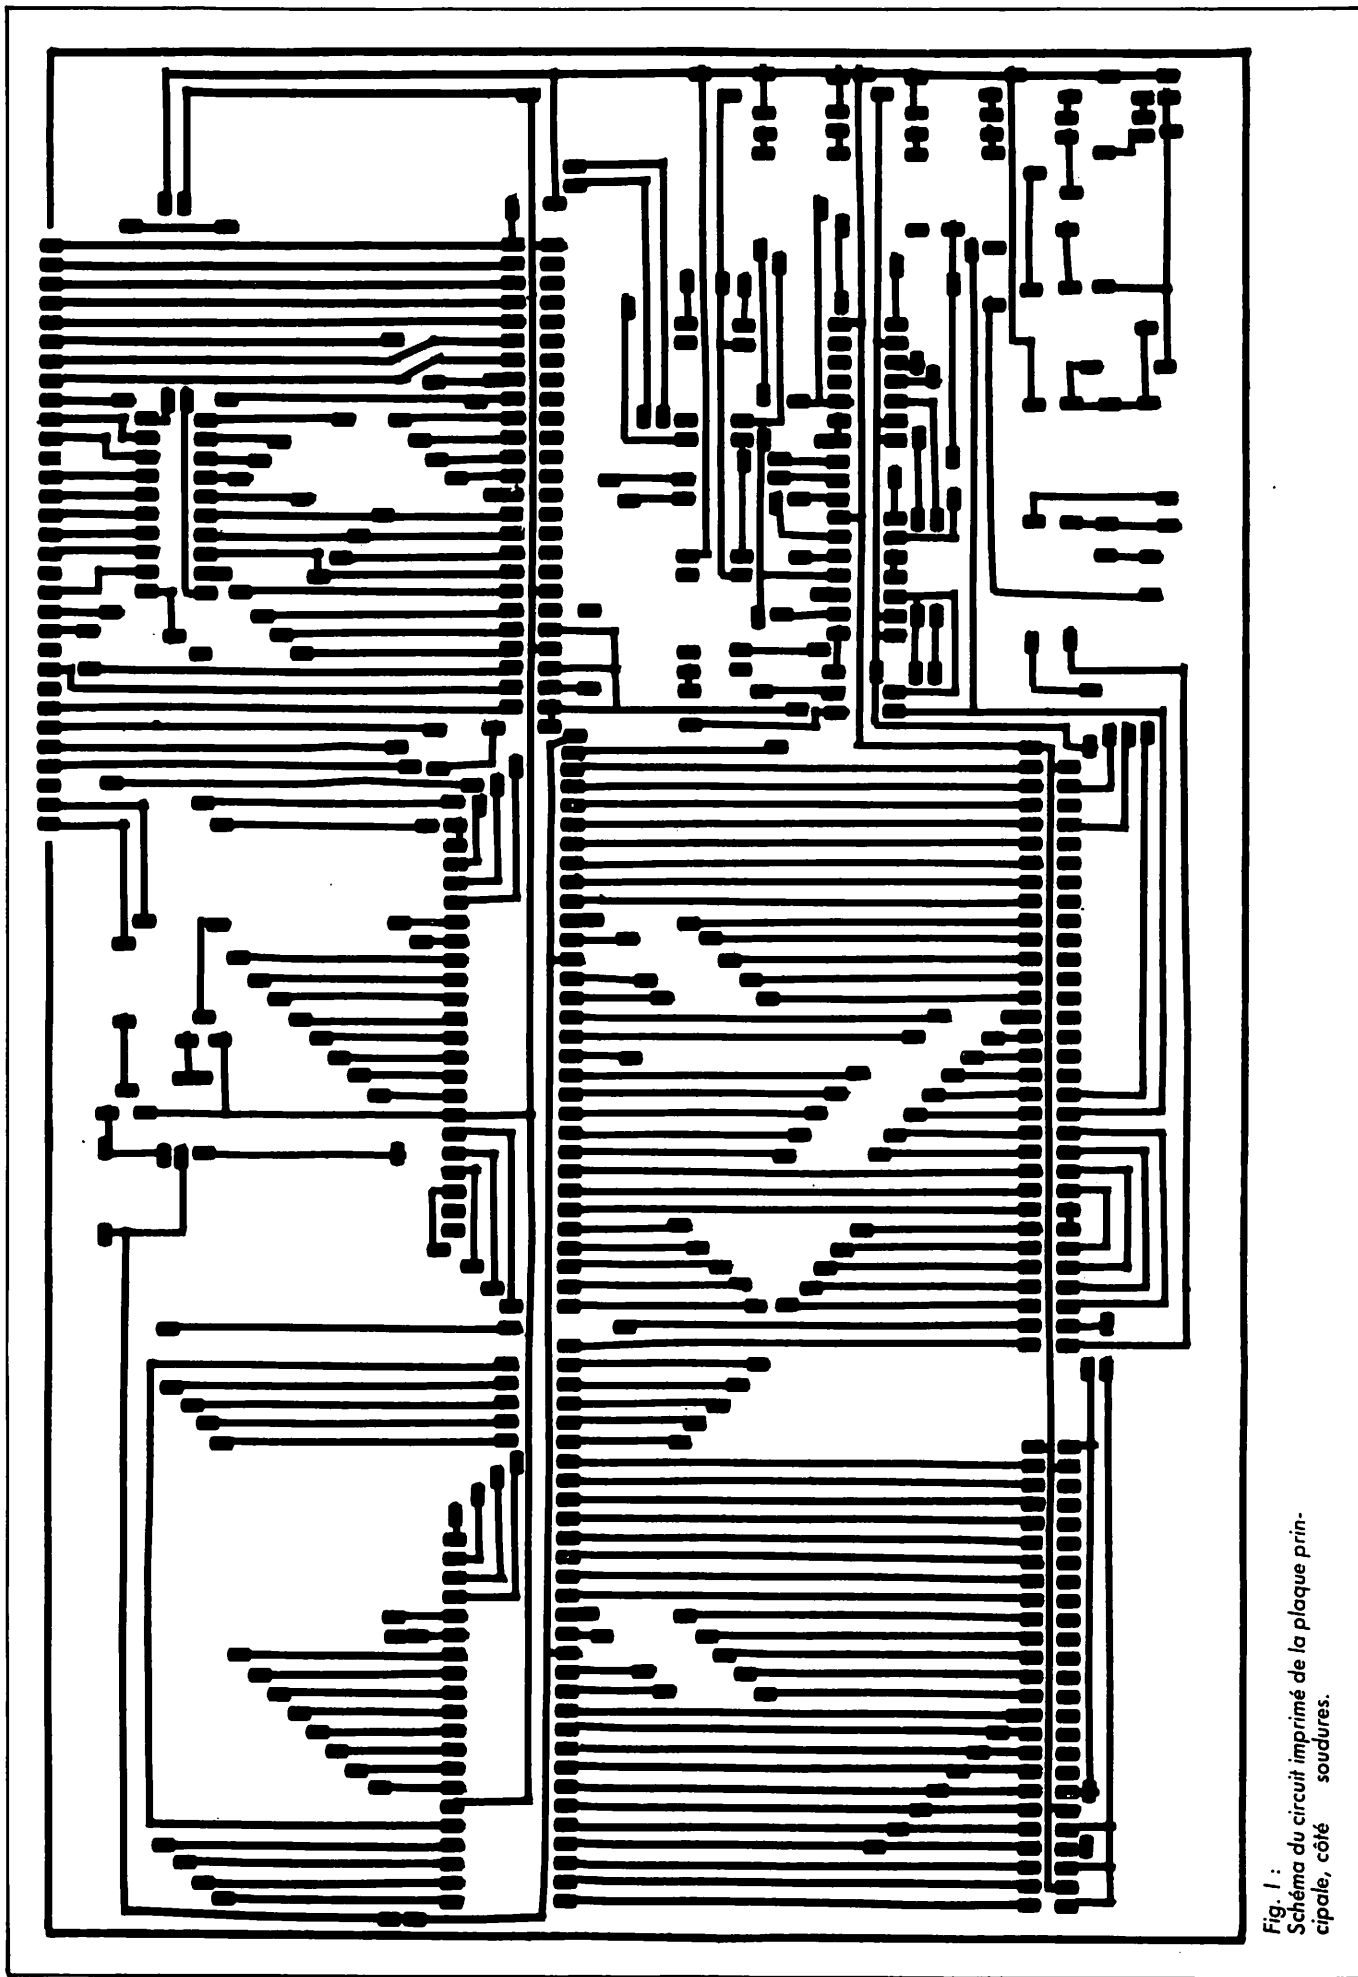 Fig. 1 :
Schéma du circuit imprimé de la plaque prin-
cipale, côté soudures.